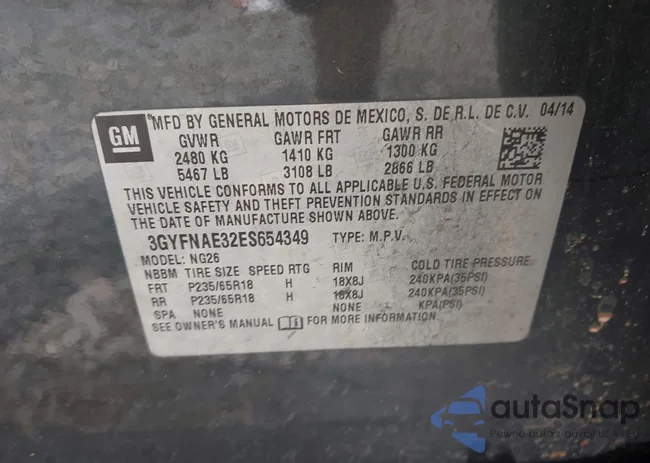 GM
MFD BY GENERAL MOTORS DE MEXICO, S. DE R.L. DE C.V. 04/14
GVWR GAWR FRT GAWR RR
2480 KG 1410 KG 1300 KG
5467 LB 3108 LB 2866 LB
THIS VEHICLE CONFORMS TO ALL APPLICABLE U.S. FEDERAL MOTOR
VEHICLE SAFETY AND THEFT PREVENTION STANDARDS IN EFFECT ON
THE DATE OF MANUFACTURE SHOWN ABOVE.
3GYFNAE32ES654349 TYPE: M.P.V.
MODEL: NG26
NBBM TIRE SIZE SPEED RTG RIM COLD TIRE PRESSURE
FRT P235/65R18 H 18X8J 240KPA(35PSI)
RR P235/65R18 H 18X8J 240KPA(35PSI)
SPA NONE NONE KPA(PSI)
SEE OWNER'S MANUAL FOR MORE INFORMATION.
autoSnap
Pewne auta z aukcji USA